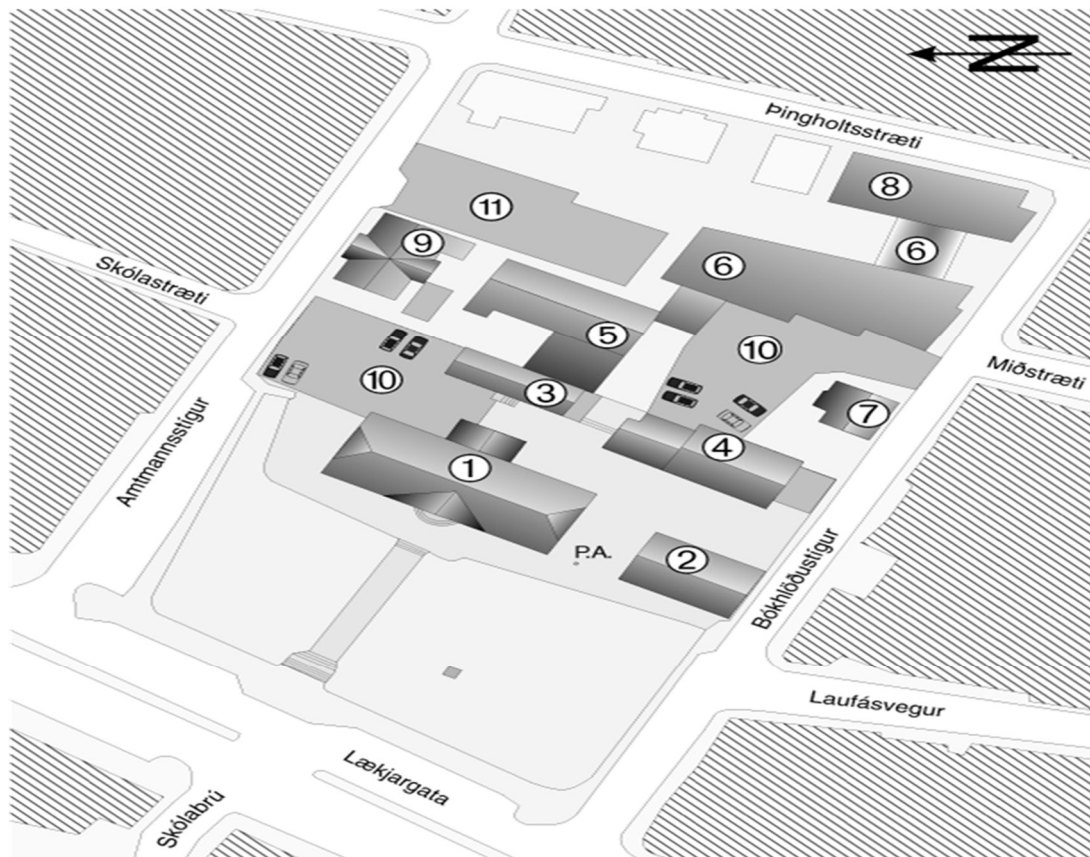 N
Þingholtsstræti
8
11
9
6
6
Skólastræti
5
10
10
Miðstræti
3
7
4
1
Amtmannsstígur
P.A.
2
Bókhlöðustígur
Laufásvegur
Lækjargata
Skólabrú